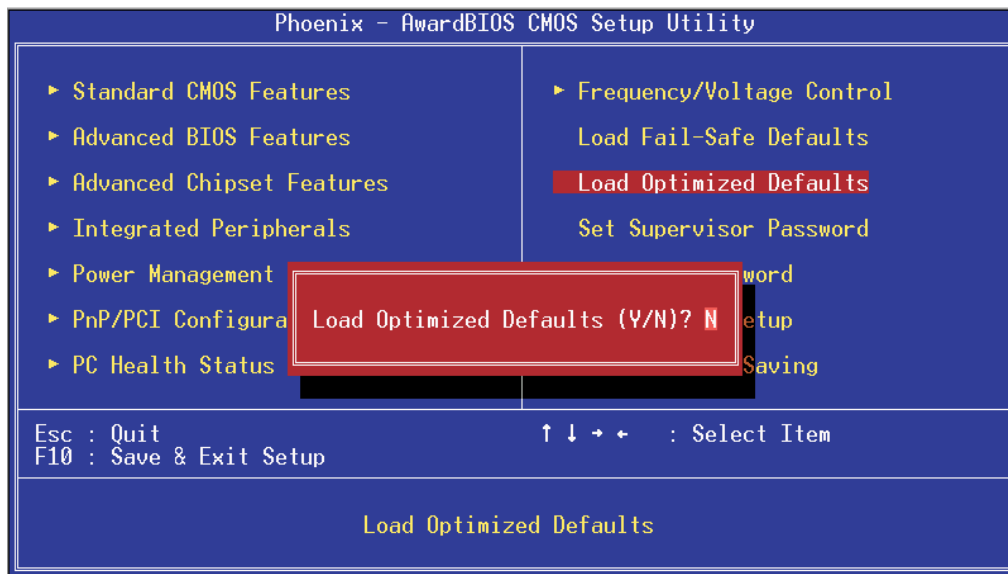 Phoenix - AwardBIOS CMOS Setup Utility
▸ Standard CMOS Features
▸ Advanced BIOS Features
▸ Advanced Chipset Features
▸ Integrated Peripherals
▸ Power Management
▸ PnP/PCI Configura
▸ PC Health Status
▸ Frequency/Voltage Control
Load Fail-Safe Defaults
Load Optimized Defaults
Set Supervisor Password
word
etup
Saving
Load Optimized Defaults (Y/N)? N
Esc : Quit
F10 : Save & Exit Setup
↑ ↓ → ← : Select Item
Load Optimized Defaults